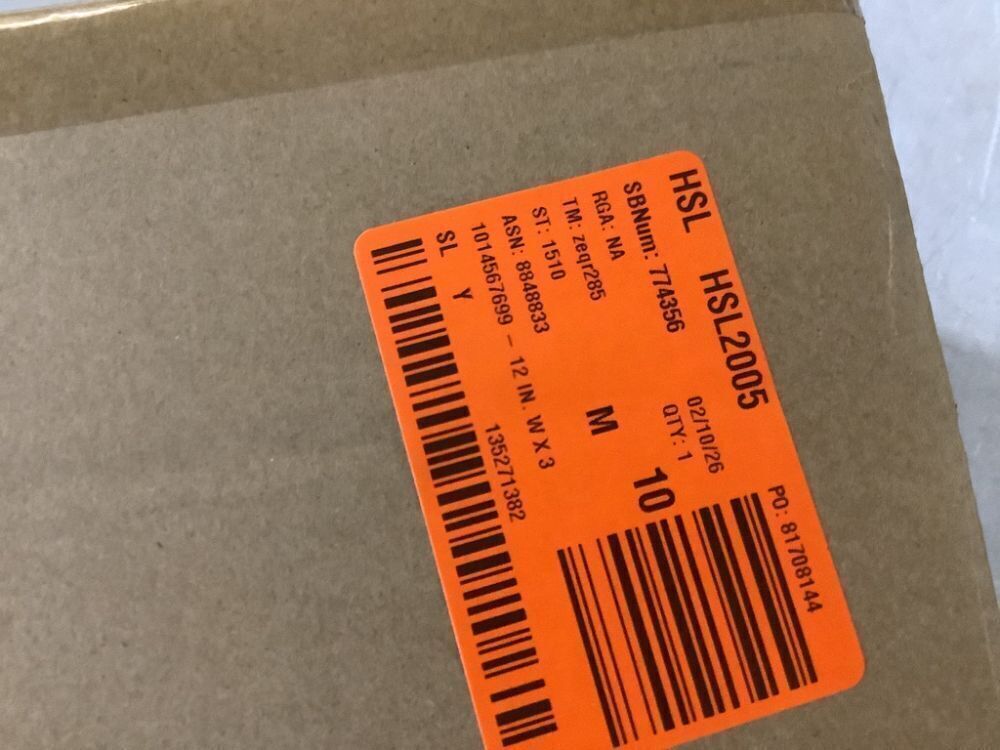 HSL HSL2005 PO: 81708144
SBNum: 774356 02/10/26
RGA: NA QTY: 1
TM: zeqr285 10
ST: 1510 M
ASN: 8848833
1014567699 – 12 IN. W X 3
SL Y 135271382